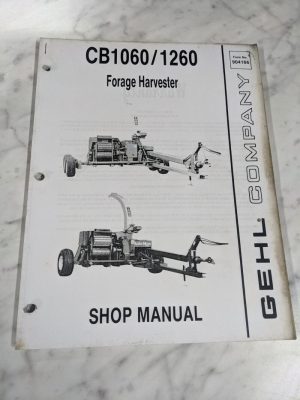 CB1060/1260
Forage Harvester
Form No.
904166
GEHL COMPANY
SHOP MANUAL